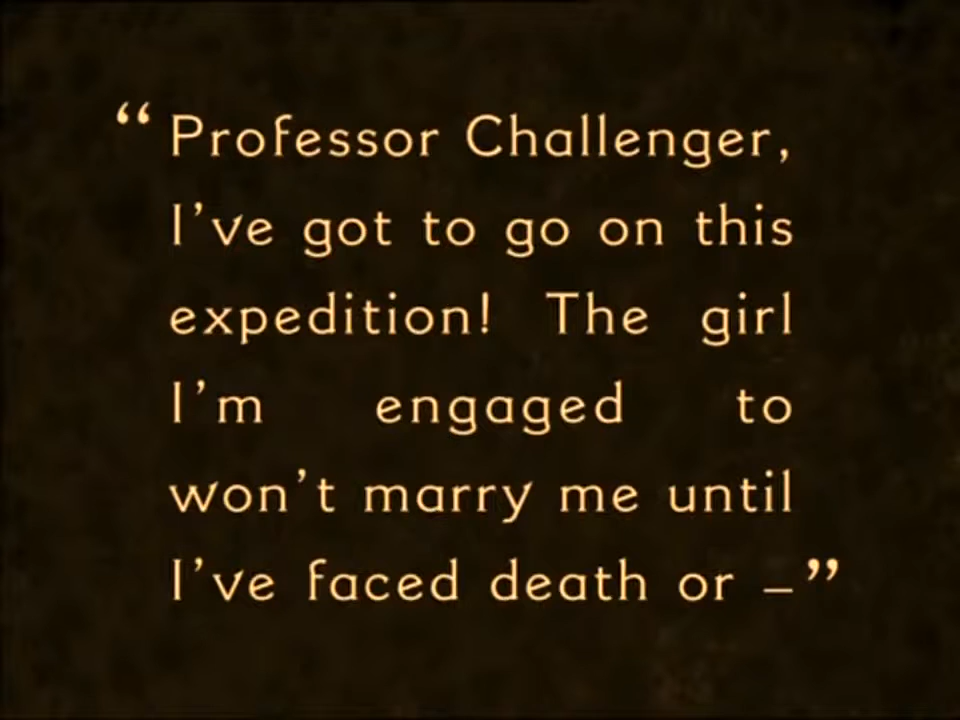 “Professor Challenger,
I’ve got to go on this
expedition! The girl
I’m engaged to
won’t marry me until
I’ve faced death or –”